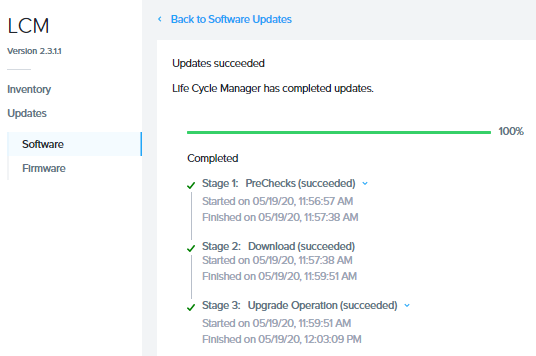 LCM
Version 2.3.1.1
Inventory
Updates
Software
Firmware
Back to Software Updates
Updates succeeded
Life Cycle Manager has completed updates.
100%
Completed
Stage 1: PreChecks (succeeded)
Started on 05/19/20, 11:56:57 AM
Finished on 05/19/20, 11:57:38 AM
Stage 2: Download (succeeded)
Started on 05/19/20, 11:57:38 AM
Finished on 05/19/20, 11:59:51 AM
Stage 3: Upgrade Operation (succeeded)
Started on 05/19/20, 11:59:51 AM
Finished on 05/19/20, 12:03:09 PM